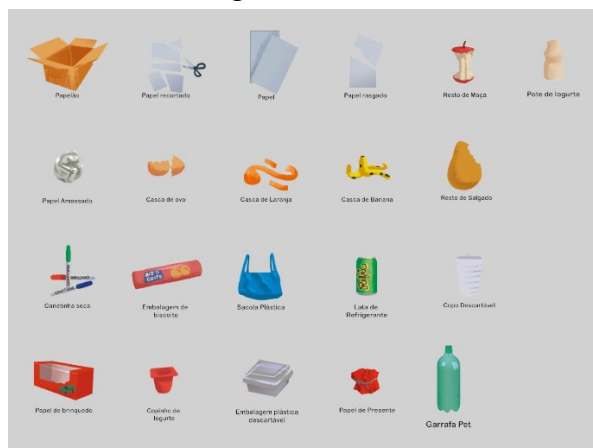 Papelão
Papel recortado
Papel
Papel rasgado
Resto de Maçã
Pote de Iogurte
Papel Amassado
Casca de ovo
Casca de Laranja
Casca de Banana
Resto de Salgado
Canetinha seca
Embalagem de
biscoito
Sacola Plástica
Lata de
Refrigerante
Copo Descartável
Papel de brinquedo
Copinho de
Iogurte
Embalagem plástica
descartável
Papel de Presente
Garrafa Pet